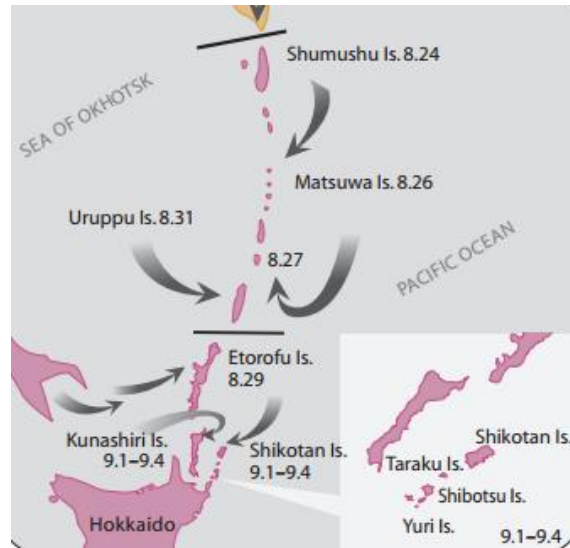 Shumushu Is. 8.24
SEA OF OKHOTSK
Matsuwa Is. 8.26
Uruppu Is. 8.31
8.27
PACIFIC OCEAN
Etorofu Is.
8.29
Kunashiri Is.
9.1–9.4
Shikotan Is.
9.1–9.4
Hokkaido
Shikotan Is.
Taraku Is.
Shibotsu Is.
Yuri Is.
9.1–9.4